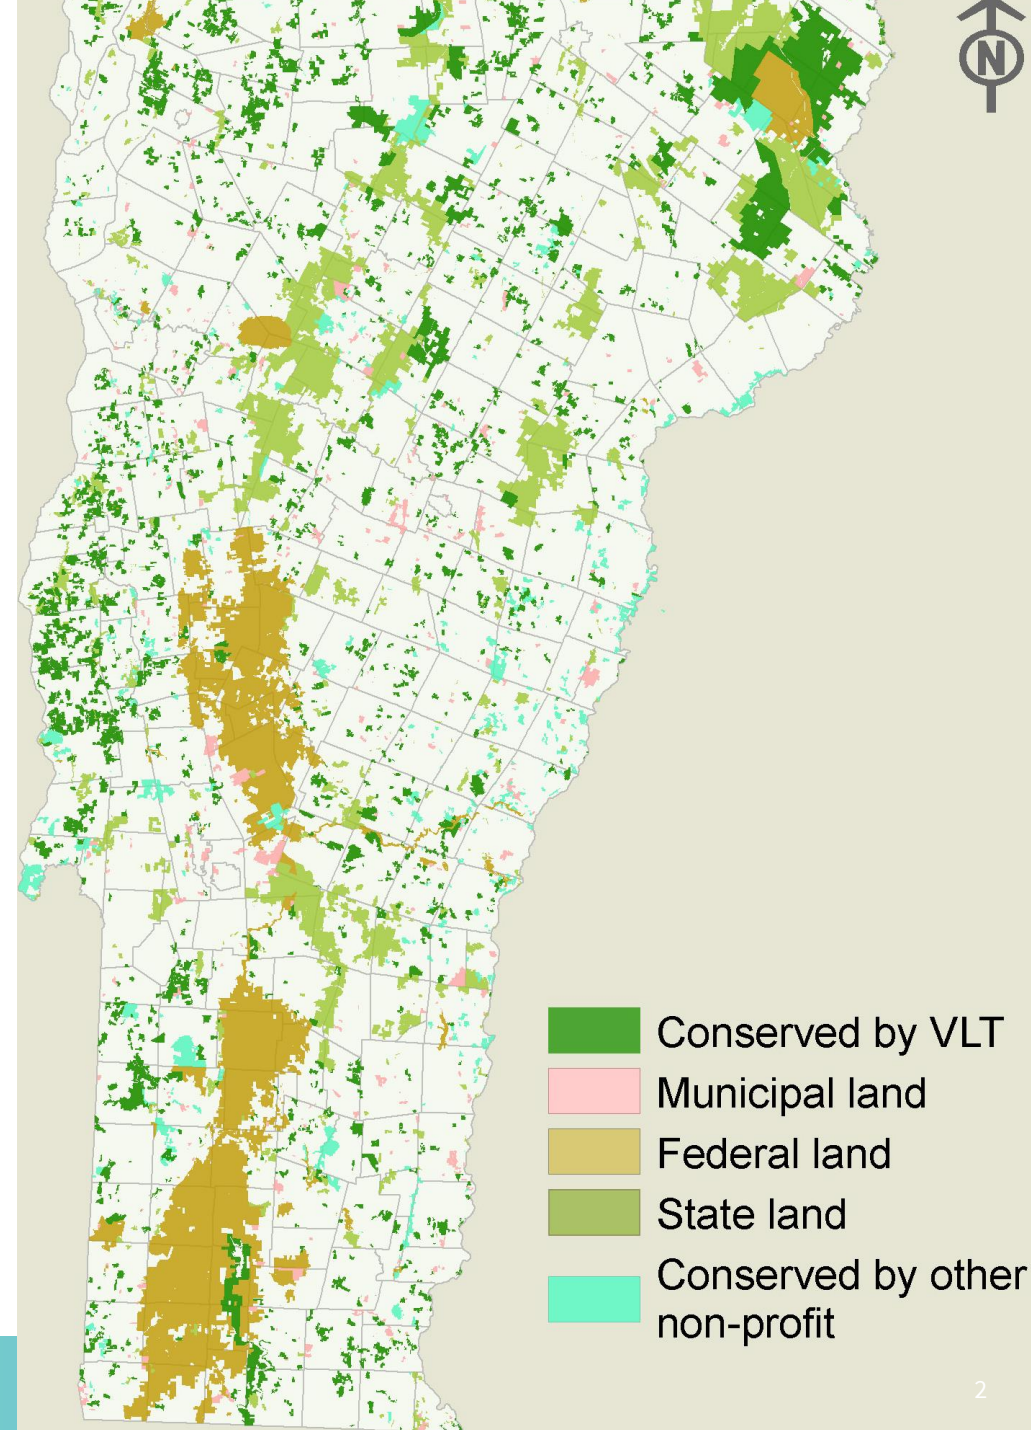 N
Conserved by VLT
Municipal land
Federal land
State land
Conserved by other
non-profit
2